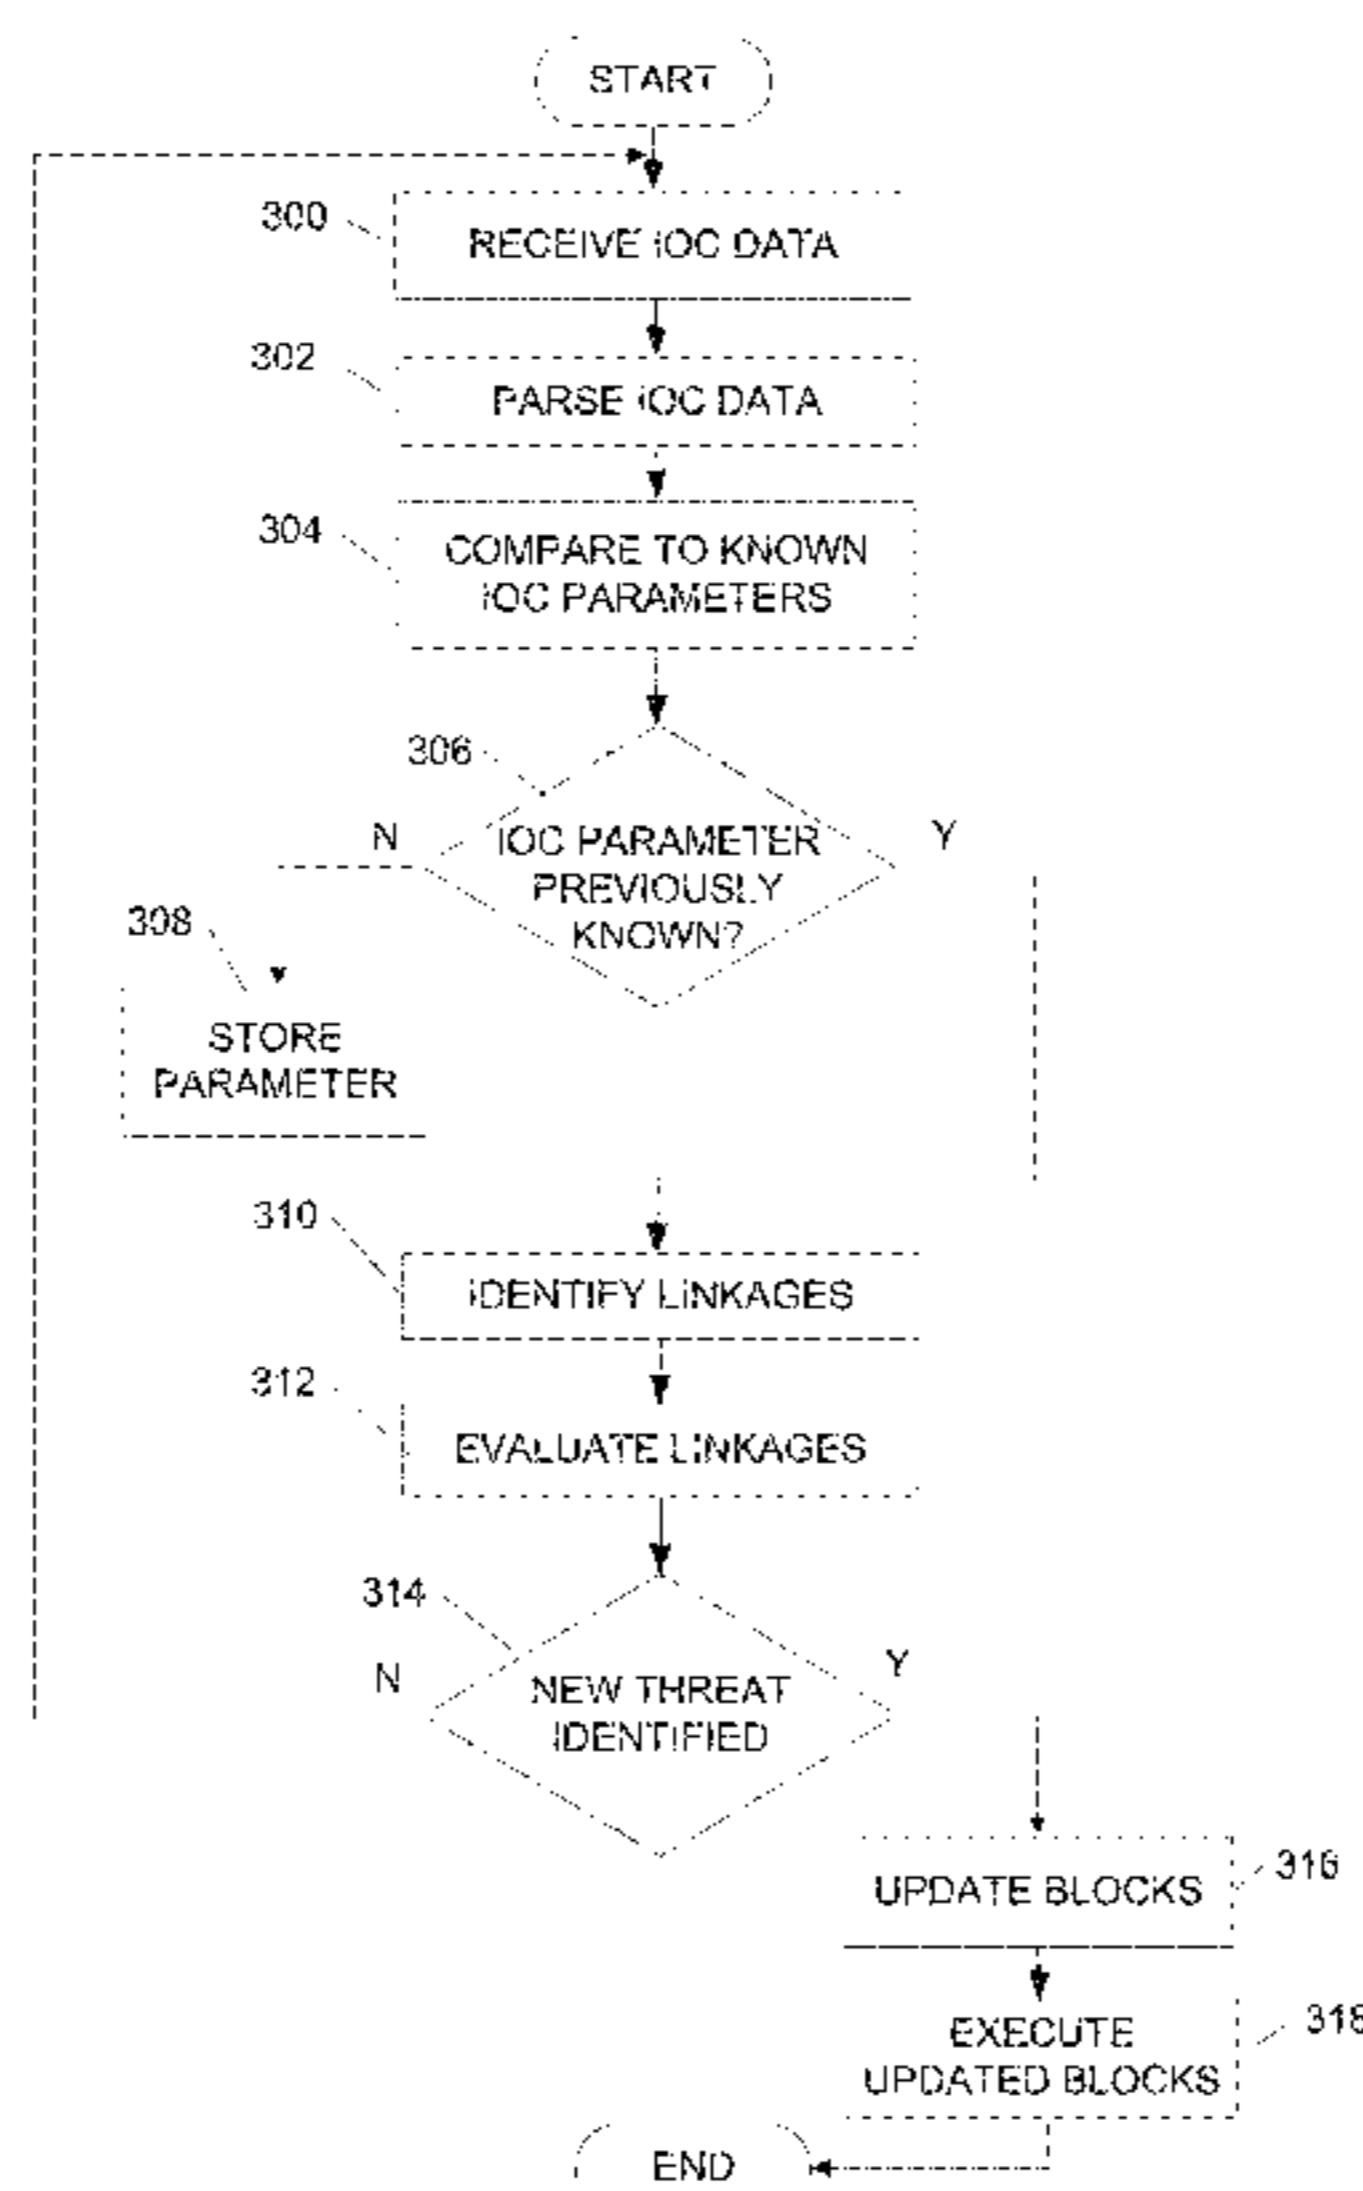 START
300
RECEIVE IOC DATA
302
PARSE IOC DATA
304
COMPARE TO KNOWN
IOC PARAMETERS
306
N
Y
IOC PARAMETER
PREVIOUSLY
KNOWN?
308
STORE
PARAMETER
310
IDENTIFY LINKAGES
312
EVALUATE LINKAGES
314
N
Y
NEW THREAT
IDENTIFIED
316
UPDATE BLOCKS
318
EXECUTE
UPDATED BLOCKS
END